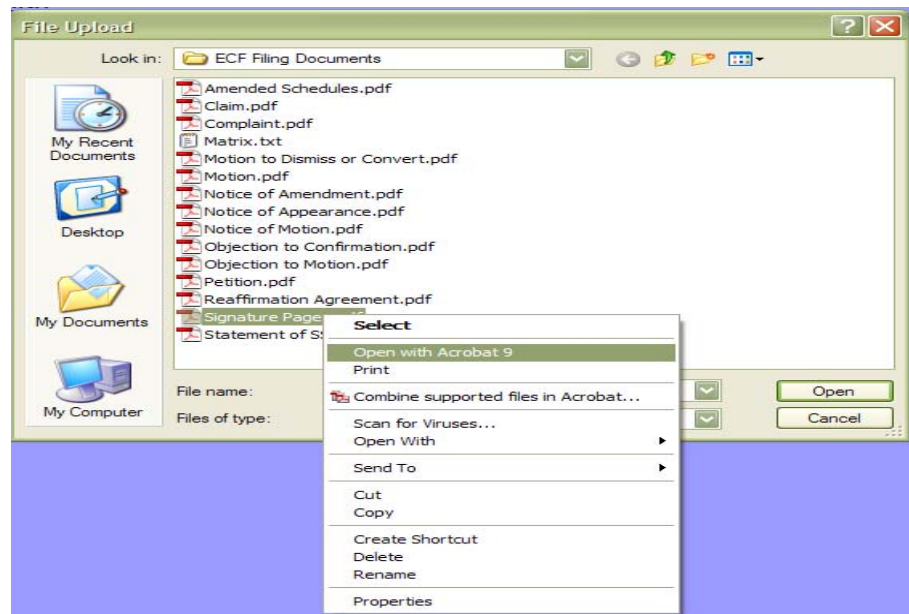 File Upload
Look in: ECF Filing Documents
My Recent Documents
Desktop
My Documents
My Computer
Amended Schedules.pdf
Claim.pdf
Complaint.pdf
Matrix.txt
Motion to Dismiss or Convert.pdf
Motion.pdf
Notice of Amendment.pdf
Notice of Appearance.pdf
Notice of Motion.pdf
Objection to Confirmation.pdf
Objection to Motion.pdf
Petition.pdf
Reaffirmation Agreement.pdf
Signature Page
Statement of
File name:
Open
Files of type:
Cancel
Select
Open with Acrobat 9
Print
Combine supported files in Acrobat...
Scan for Viruses...
Open With
Send To
Cut
Copy
Create Shortcut
Delete
Rename
Properties